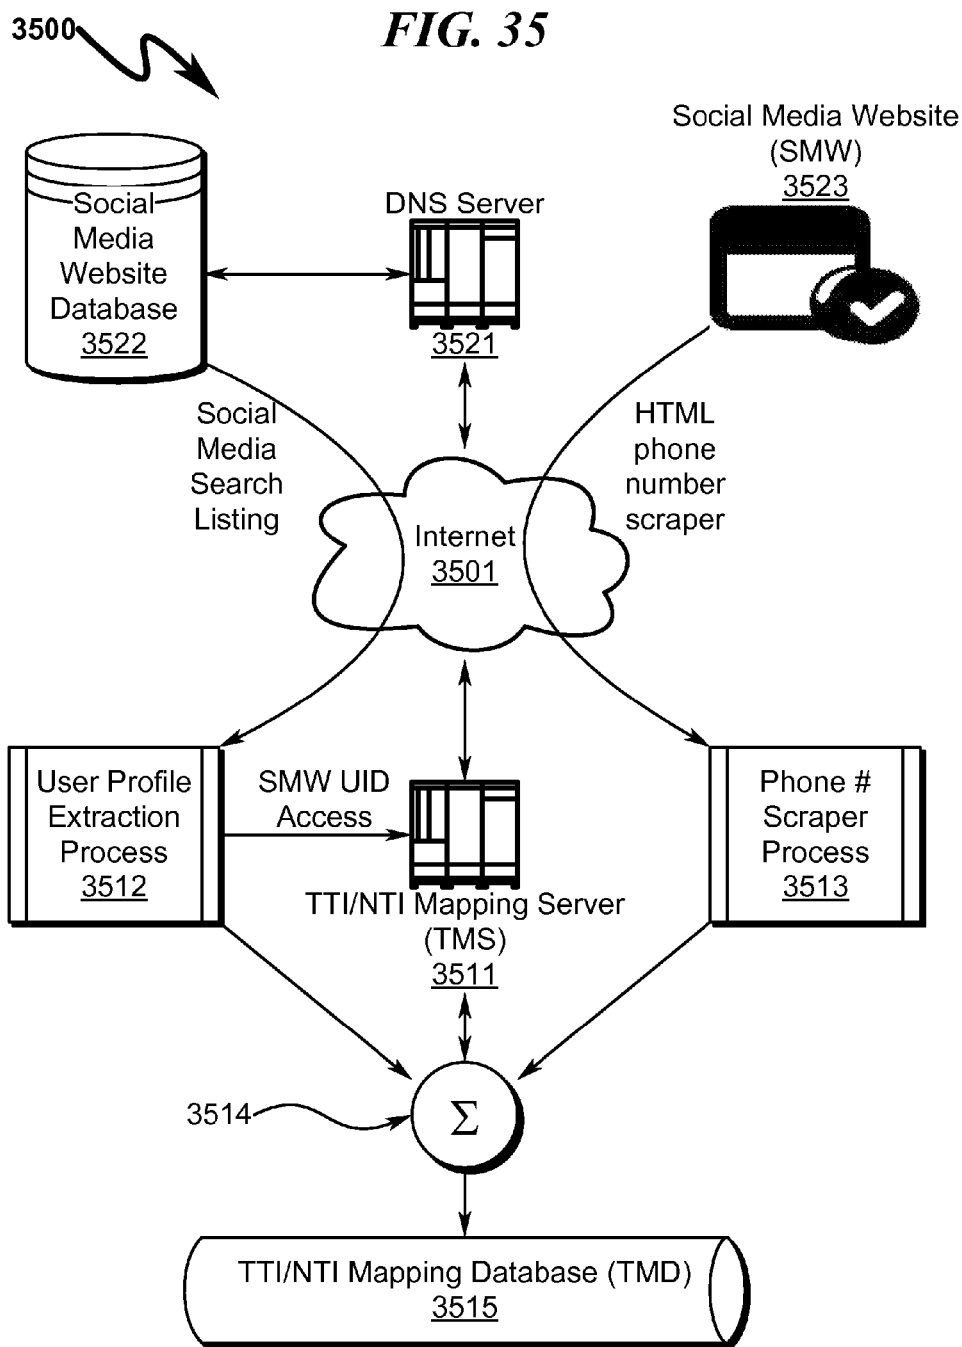 FIG. 35
3500
Social Media Website
(SMW)
3523
Social
Media
Website
Database
3522
DNS Server
3521
Social
Media
Search
Listing
HTML
phone
number
scraper
Internet
3501
User Profile
Extraction
Process
3512
SMW UID
Access
Phone #
Scraper
Process
3513
TTI/NTI Mapping Server
(TMS)
3511
3514
Σ
TTI/NTI Mapping Database (TMD)
3515